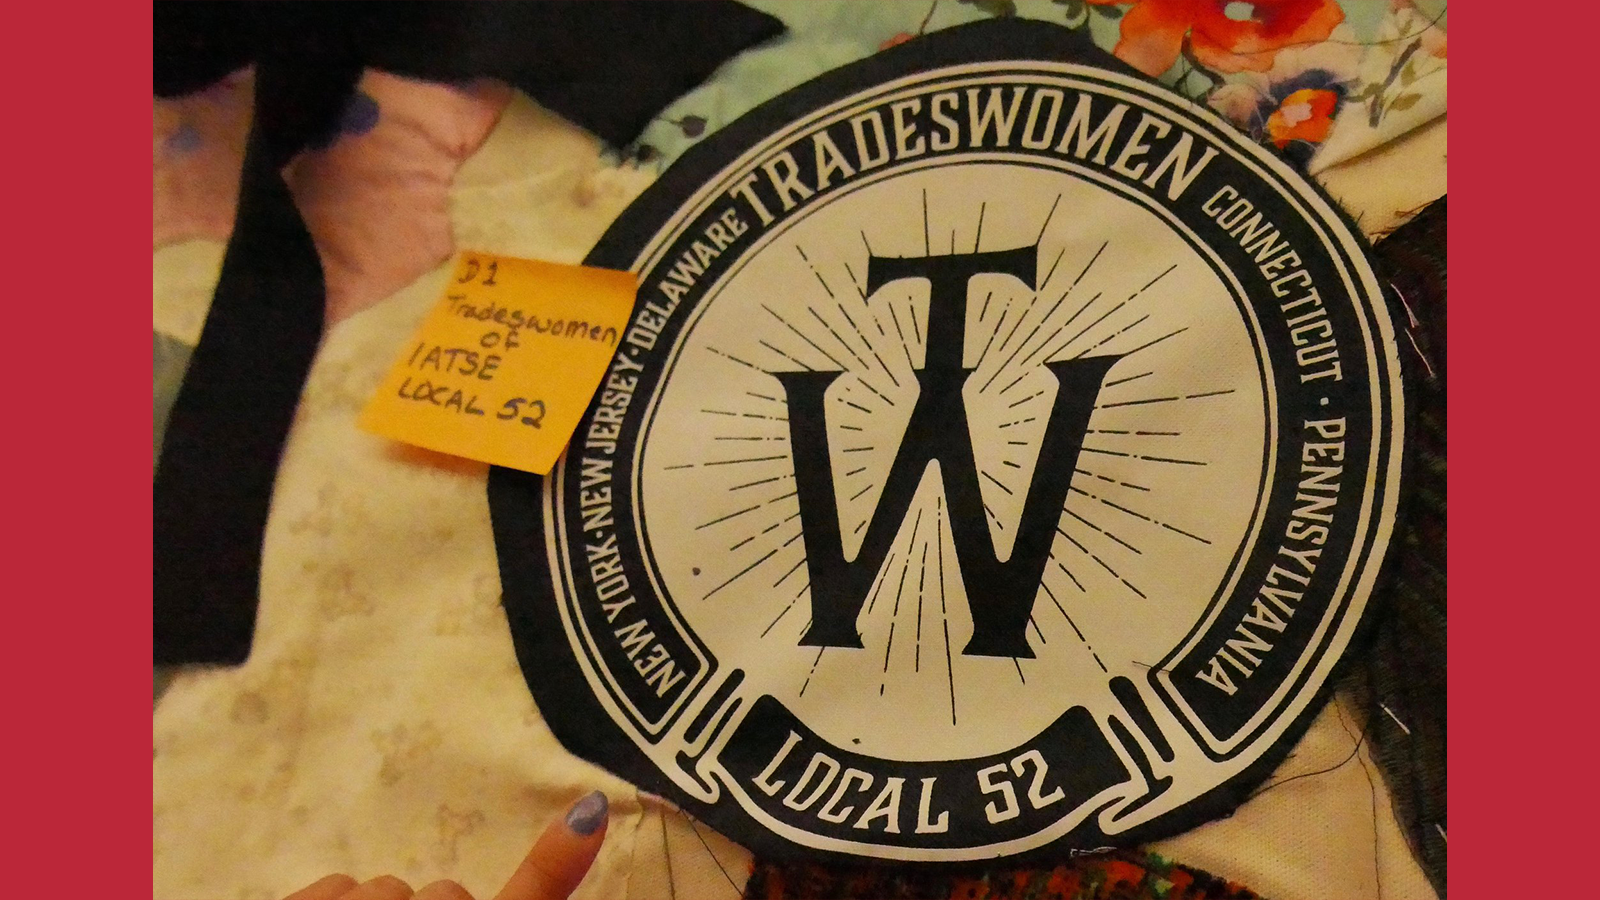 D1
Tradeswomen
of
IATSE
LOCAL 52
NEW YORK · NEW JERSEY · DELAWARE
TRADESWOMEN
CONNECTICUT · PENNSYLVANIA
TW
LOCAL 52